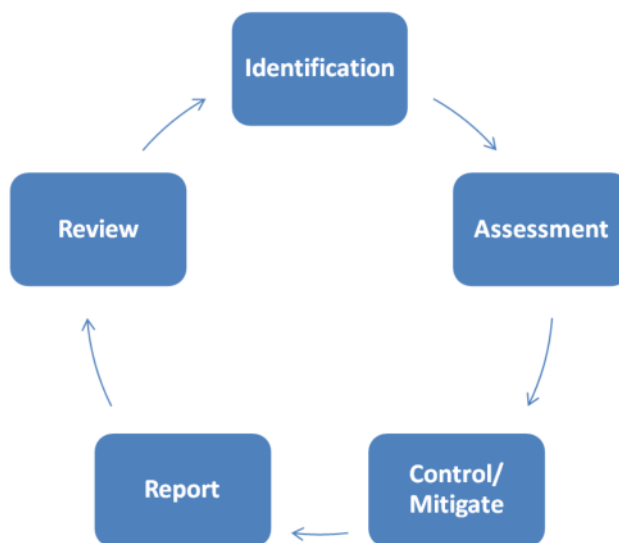 Identification
Assessment
Control/
Mitigate
Report
Review